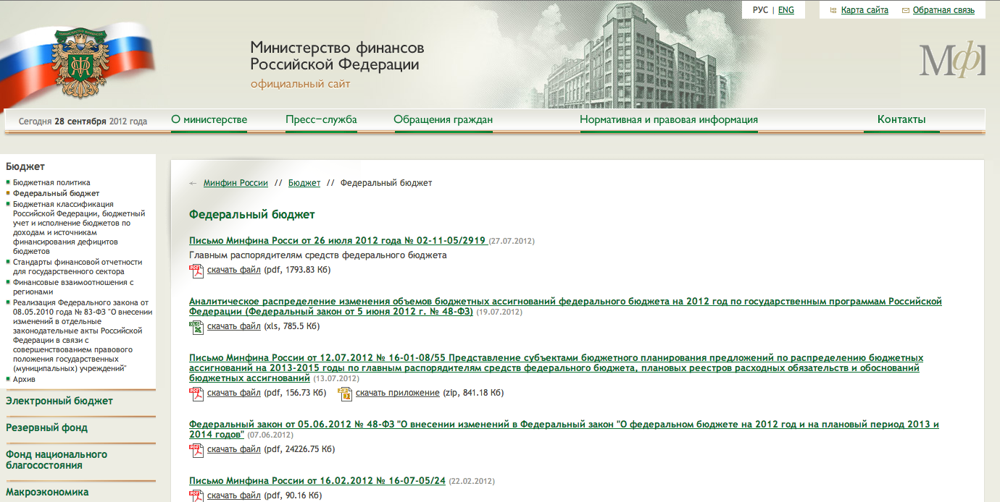 РУС | ENG
Карта сайта
Обратная связь
МИНИСТЕРСТВО ФИНАНСОВ
Министерство финансов
Российской Федерации
официальный сайт
Мф
Сегодня 28 сентября 2012 года
О министерстве
Пресс-служба
Обращения граждан
Нормативная и правовая информация
Контакты
Бюджет
Бюджетная политика
Федеральный бюджет
Бюджетная классификация
Российской Федерации, бюджетный
учет и исполнение бюджетов по
доходам и источникам
финансирования дефицитов
бюджетов
Стандарты финансовой отчетности
для государственного сектора
Финансовые взаимоотношения с
регионами
Реализация Федерального закона от
08.05.2010 года № 83-ФЗ "О внесении
изменений в отдельные
законодательные акты Российской
Федерации в связи с
совершенствованием правового
положения государственных
(муниципальных) учреждений"
Архив
Электронный бюджет
Резервный фонд
Фонд национального
благосостояния
Макроэкономика
← Минфин России // Бюджет // Федеральный бюджет
Федеральный бюджет
Письмо Минфина Росси от 26 июля 2012 года № 02-11-05/2919 (27.07.2012)
Главным распорядителям средств федерального бюджета
скачать файл (pdf, 1793.83 Кб)
Аналитическое распределение изменения объемов бюджетных ассигнований федерального бюджета на 2012 год по государственным программам Российской
Федерации (Федеральный закон от 5 июня 2012 г. № 48-ФЗ) (19.07.2012)
скачать файл (xls, 785.5 Кб)
Письмо Минфина России от 12.07.2012 № 16-01-08/55 Представление субъектами бюджетного планирования предложений по распределению бюджетных
ассигнований на 2013-2015 годы по главным распорядителям средств федерального бюджета, плановых реестров расходных обязательств и обоснований
бюджетных ассигнований (13.07.2012)
скачать файл (pdf, 156.73 Кб) скачать приложение (zip, 841.18 Кб)
Федеральный закон от 05.06.2012 № 48-ФЗ "О внесении изменений в Федеральный закон "О федеральном бюджете на 2012 год и на плановый период 2013 и
2014 годов" (07.06.2012)
скачать файл (pdf, 24226.75 Кб)
Письмо Минфина России от 16.02.2012 № 16-07-05/24 (22.02.2012)
скачать файл (pdf, 90.16 Кб)